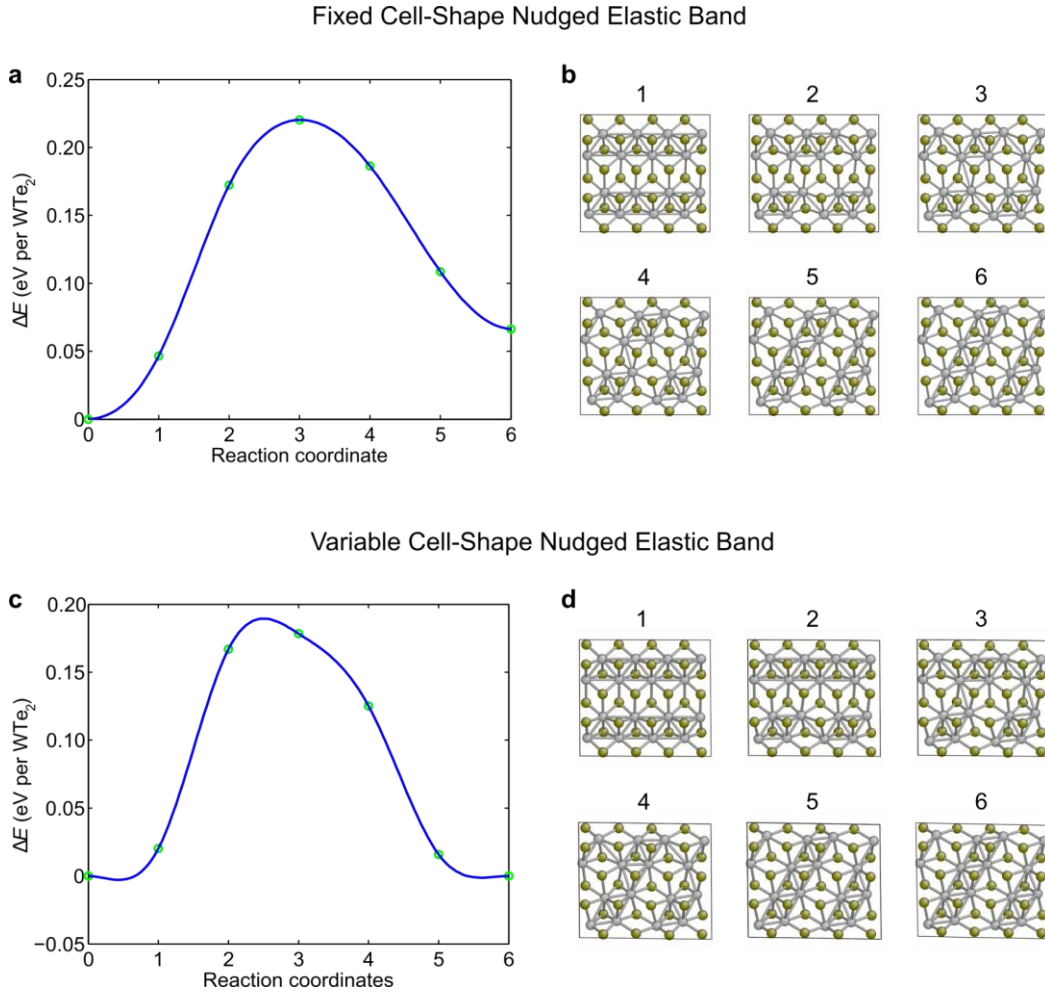 Fixed Cell-Shape Nudged Elastic Band
a
0.25
0.20
0.15
0.10
0.05
0
ΔE (eV per WTe₂)
0 1 2 3 4 5 6
Reaction coordinate
b
1 2 3
4 5 6
Variable Cell-Shape Nudged Elastic Band
c
0.20
0.15
0.10
0.05
0
−0.05
ΔE (eV per WTe₂)
0 1 2 3 4 5 6
Reaction coordinates
d
1 2 3
4 5 6